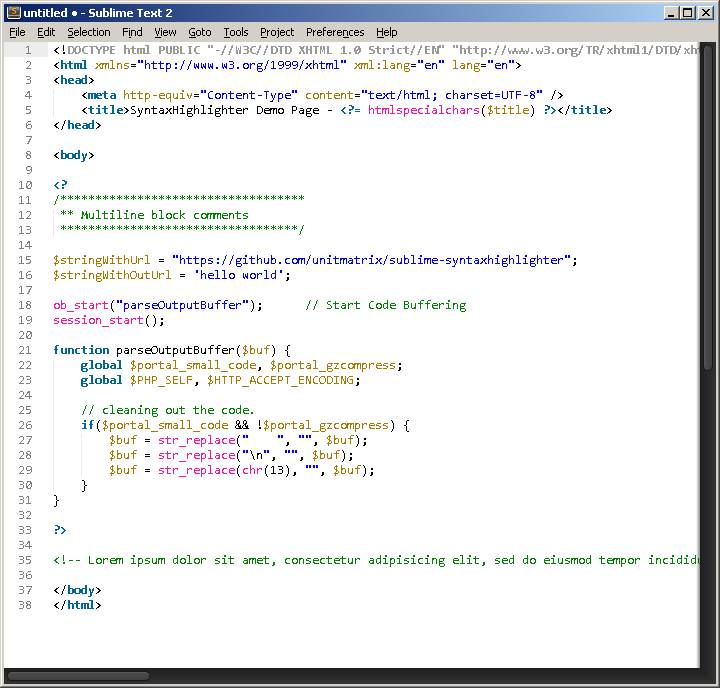 untitled • - Sublime Text 2
File Edit Selection Find View Goto Tools Project Preferences Help
1 <!DOCTYPE html PUBLIC "-//W3C//DTD XHTML 1.0 Strict//EN" "http://www.w3.org/TR/xhtml1/DTD/xht
2 <html xmlns="http://www.w3.org/1999/xhtml" xml:lang="en" lang="en">
3 <head>
4     <meta http-equiv="Content-Type" content="text/html; charset=UTF-8" />
5     <title>SyntaxHighlighter Demo Page - <?= htmlspecialchars($title) ?></title>
6 </head>
7
8 <body>
9
10 <?
11 /***********************************
12  ** Multiline block comments
13  **********************************/
14
15 $stringWithUrl = "https://github.com/unitmatrix/sublime-syntaxhighlighter";
16 $stringWithOutUrl = 'hello world';
17
18 ob_start("parseOutputBuffer");      // Start Code Buffering
19 session_start();
20
21 function parseOutputBuffer($buf) {
22     global $portal_small_code, $portal_gzcompress;
23     global $PHP_SELF, $HTTP_ACCEPT_ENCODING;
24
25     // cleaning out the code.
26     if($portal_small_code && !$portal_gzcompress) {
27         $buf = str_replace("    ", "", $buf);
28         $buf = str_replace("\n", "", $buf);
29         $buf = str_replace(chr(13), "", $buf);
30     }
31 }
32
33 ?>
34
35 <!-- Lorem ipsum dolor sit amet, consectetur adipisicing elit, sed do eiusmod tempor incididu
36
37 </body>
38 </html>